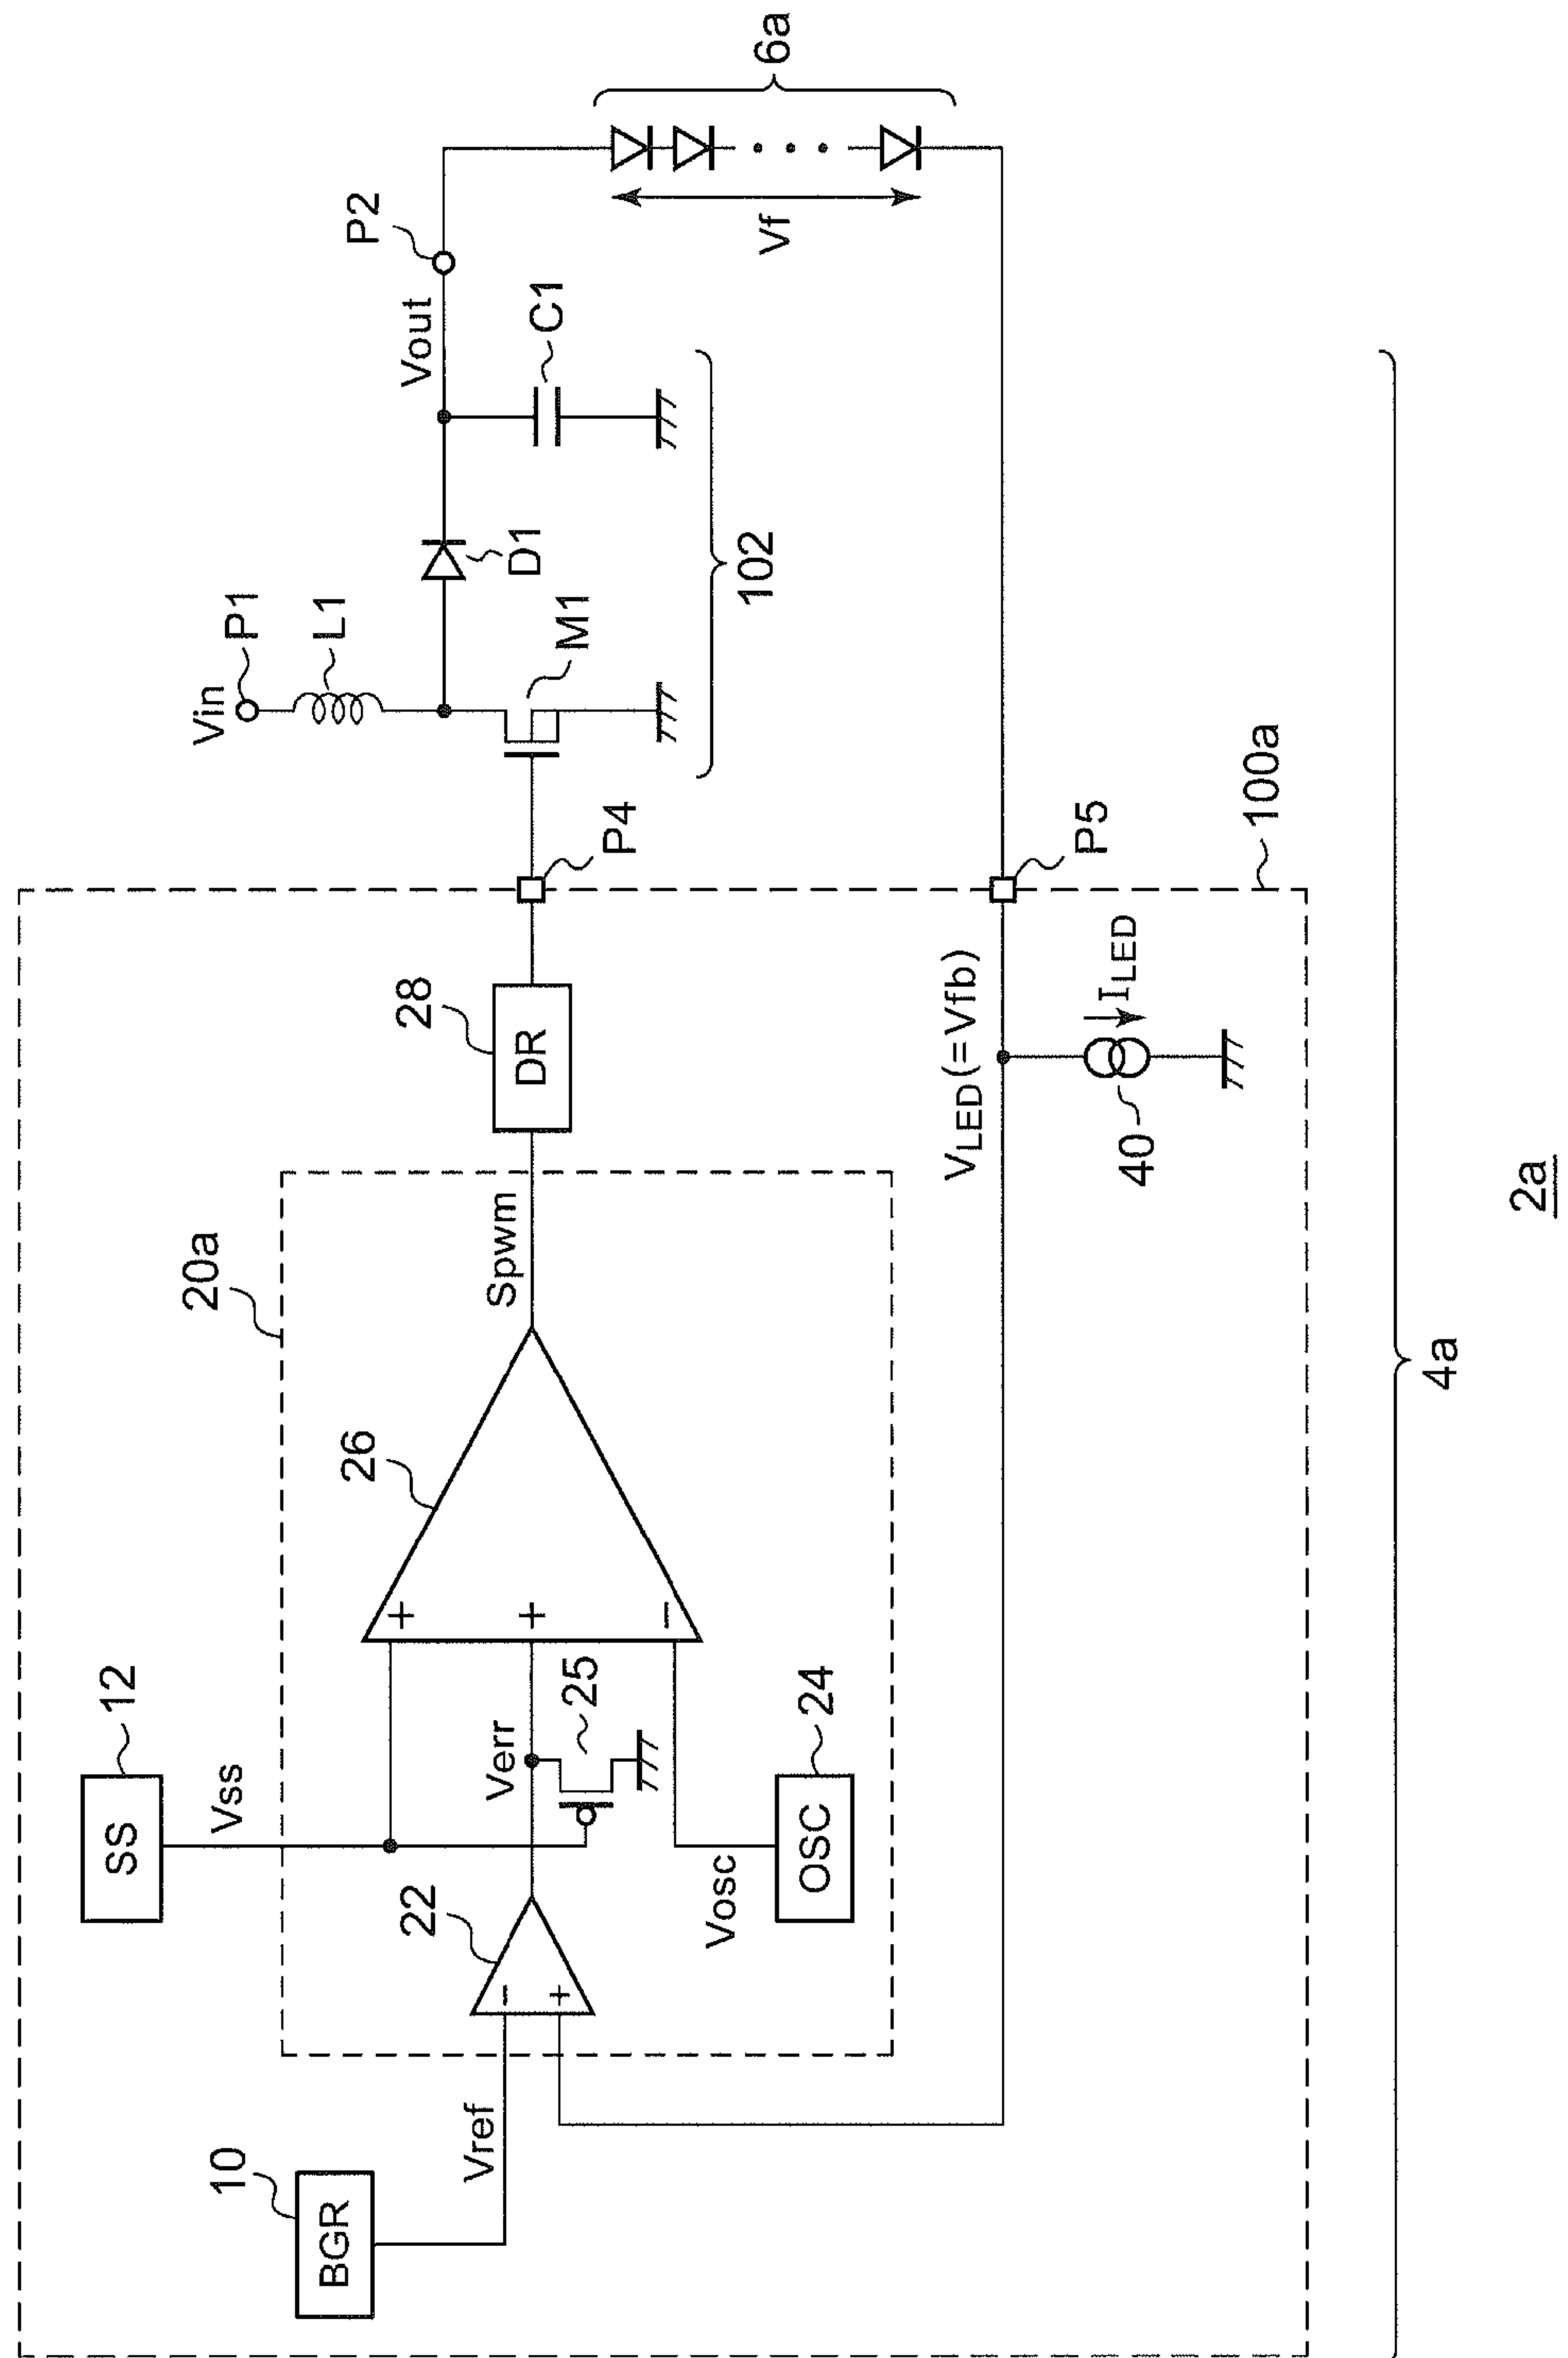 10
BGR
Vref
SS
12
Vss
20a
22
-
+
Verr
25
Vosc
OSC
24
26
+
+
-
Spwm
28
DR
P4
Vin
P1
L1
M1
D1
Vout
C1
P2
102
6a
Vf
VLED(=Vfb)
ILED
40
P5
100a
4a
2a